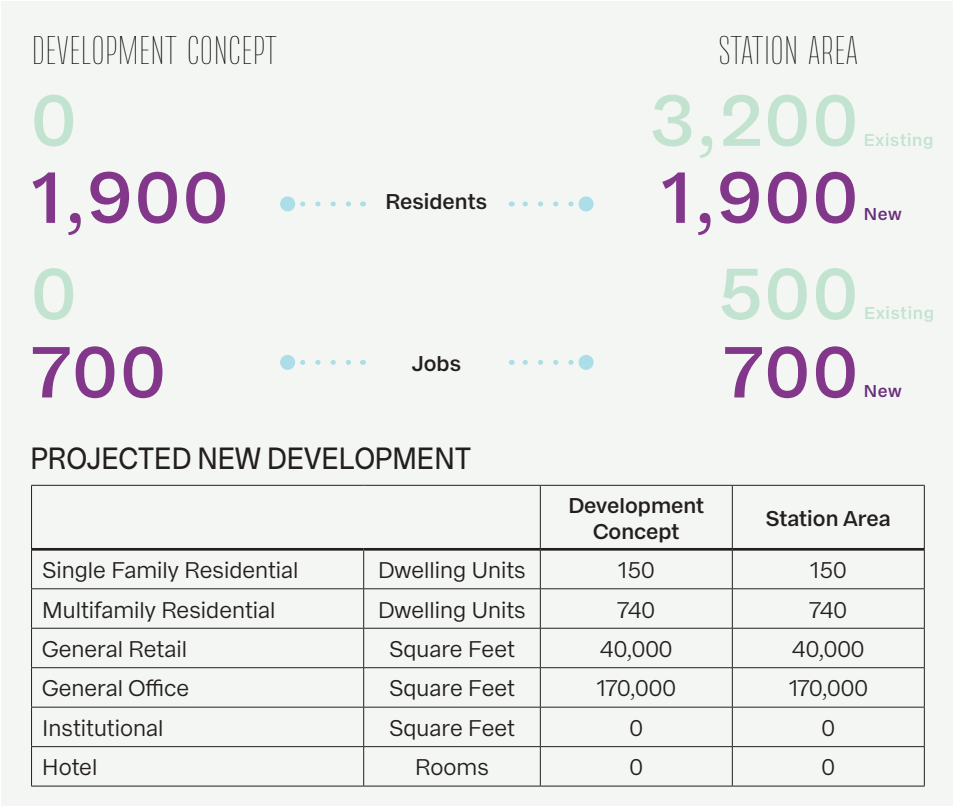 DEVELOPMENT CONCEPT STATION AREA
0 3,200 Existing
1,900 Residents 1,900 New
0 500 Existing
700 Jobs 700 New
PROJECTED NEW DEVELOPMENT
Development Concept Station Area
Single Family Residential Dwelling Units 150 150
Multifamily Residential Dwelling Units 740 740
General Retail Square Feet 40,000 40,000
General Office Square Feet 170,000 170,000
Institutional Square Feet 0 0
Hotel Rooms 0 0